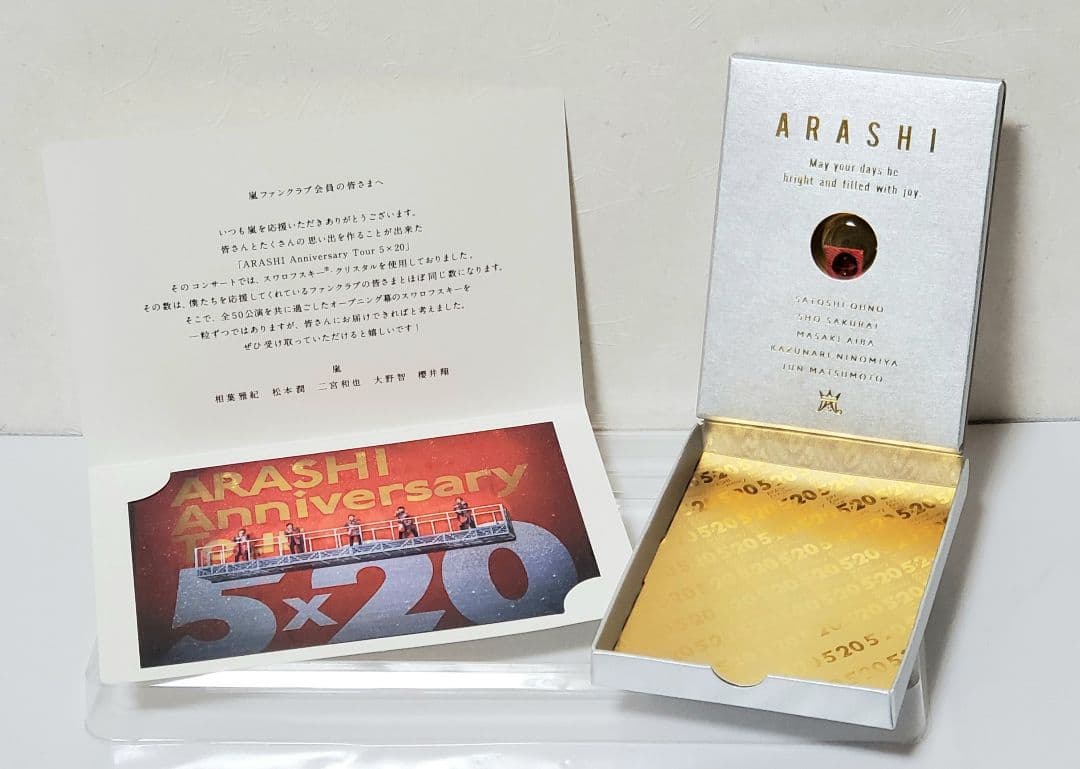 嵐ファンクラブ会員の皆さまへ
いつも嵐を応援いただきありがとうございます。
皆さんとたくさんの思い出を作ることが出来た
「ARASHI Anniversary Tour 5×20」
そのコンサートでは、スワロフスキー®・クリスタルを使用しておりました。
その数は、僕たちを応援してくれているファンクラブの皆さまとほぼ同じ数になります。
そこで、全50公演を共に過ごしたオープニング幕のスワロフスキーを
一粒ずつではありますが、皆さんにお届けできればと考えました。
ぜひ受け取っていただけると嬉しいです！
嵐
相葉雅紀 松本潤 二宮和也 大野智 櫻井翔
ARASHI
Anniversary
Tour
5×20
ARASHI
May your days be
bright and filled with joy.
SATOSHI OHNO
SHO SAKURAI
MASAKI AIBA
KAZUNARI NINOMIYA
JUN MATSUMOTO
5×20